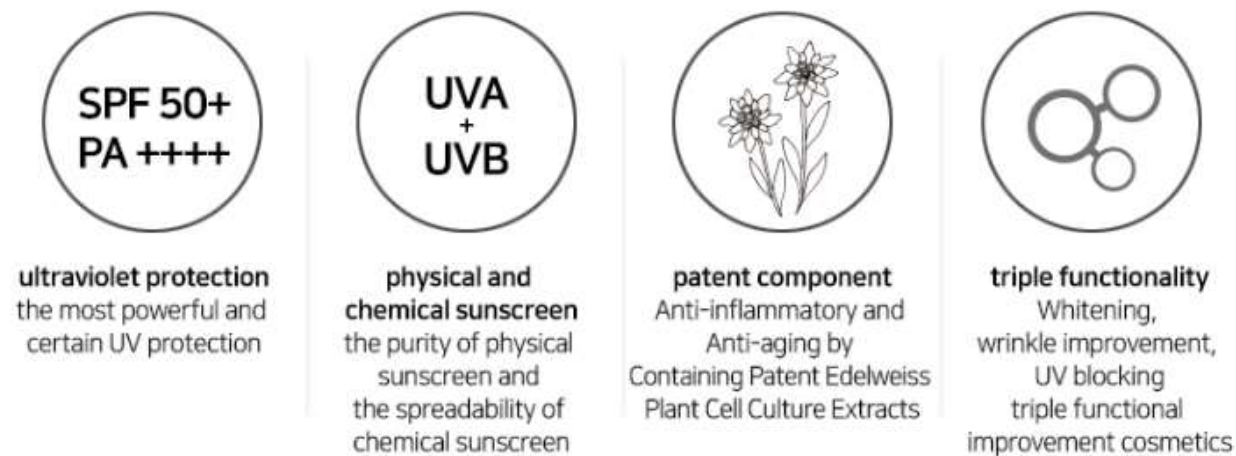 SPF 50+
PA ++++
ultraviolet protection
the most powerful and
certain UV protection
UVA
+
UVB
physical and
chemical sunscreen
the purity of physical
sunscreen and
the spreadability of
chemical sunscreen
patent component
Anti-inflammatory and
Anti-aging by
Containing Patent Edelweiss
Plant Cell Culture Extracts
triple functionality
Whitening,
wrinkle improvement,
UV blocking
triple functional
improvement cosmetics